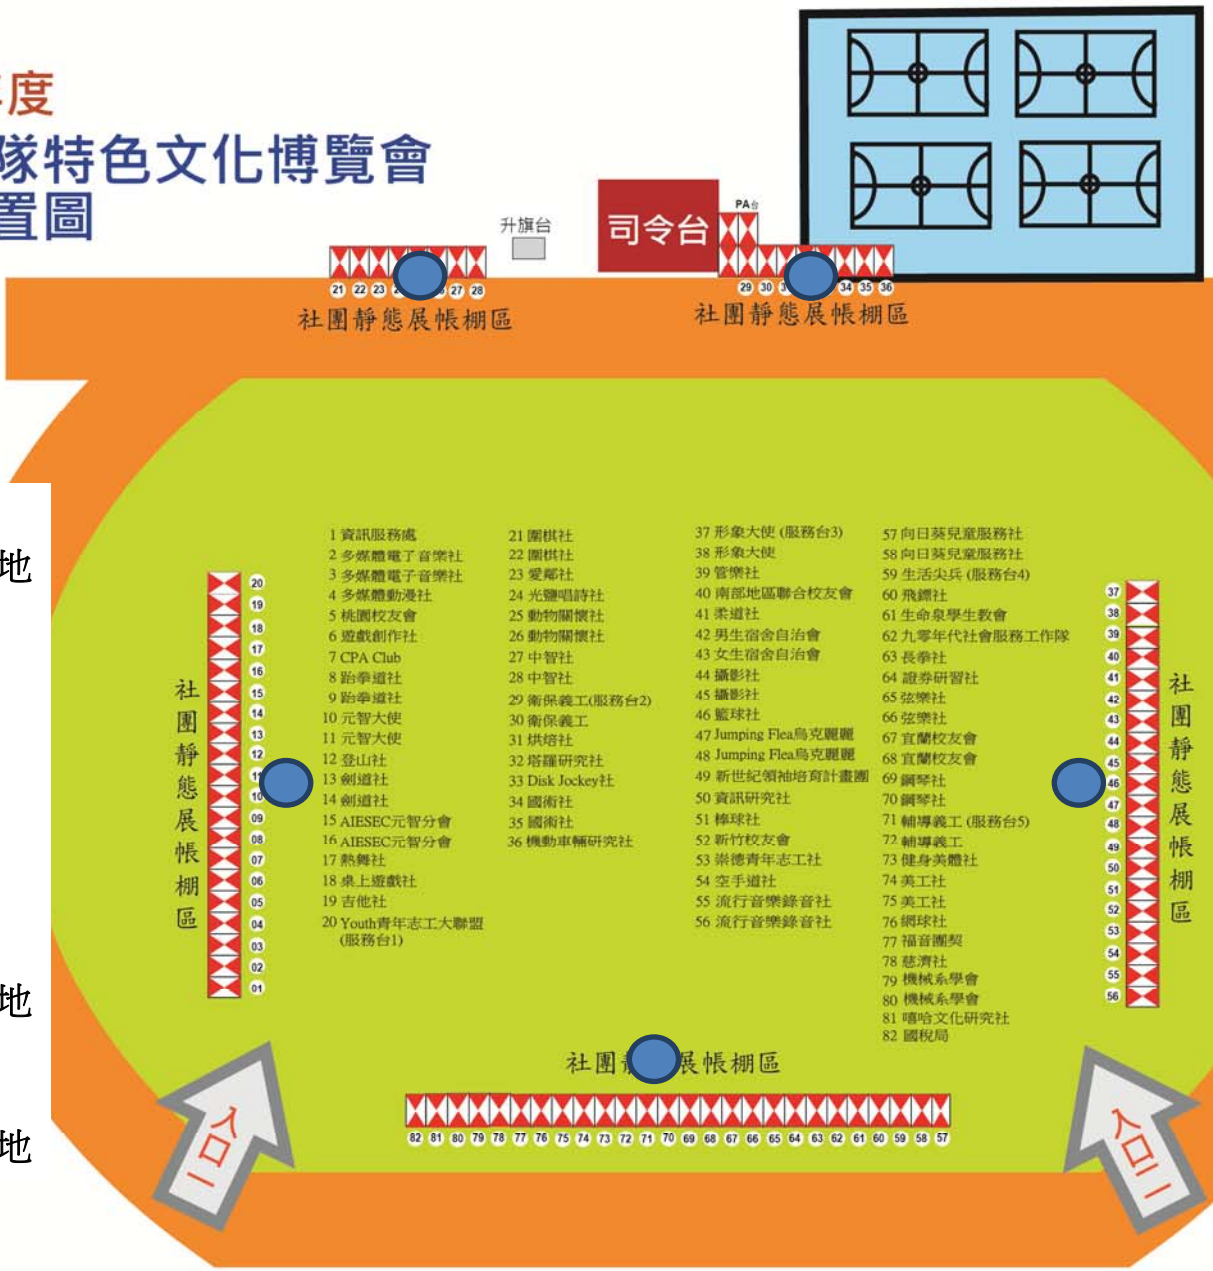 年度
隊特色文化博覽會
置圖
升旗台
司令台
PA台
21 22 23 27 28
29 30 34 35 36
社團靜態展帳棚區
社團靜態展帳棚區
地
地
地
1 資訊服務處
2 多媒體電子音樂社
3 多媒體電子音樂社
4 多媒體動漫社
5 桃園校友會
6 遊戲創作社
7 CPA Club
8 跆拳道社
9 跆拳道社
10 元智大使
11 元智大使
12 登山社
13 劍道社
14 劍道社
15 AIESEC元智分會
16 AIESEC元智分會
17 熱舞社
18 桌上遊戲社
19 吉他社
20 Youth青年志工大聯盟
(服務台1)
21 圍棋社
22 圍棋社
23 愛鄰社
24 光鹽唱詩社
25 動物關懷社
26 動物關懷社
27 中智社
28 中智社
29 衛保義工(服務台2)
30 衛保義工
31 烘焙社
32 塔羅研究社
33 Disk Jockey社
34 國術社
35 國術社
36 機動車輛研究社
37 形象大使 (服務台3)
38 形象大使
39 管樂社
40 南部地區聯合校友會
41 柔道社
42 男生宿舍自治會
43 女生宿舍自治會
44 攝影社
45 攝影社
46 籃球社
47 Jumping Flea烏克麗麗
48 Jumping Flea烏克麗麗
49 新世紀領袖培育計畫團
50 資訊研究社
51 棒球社
52 新竹校友會
53 崇德青年志工社
54 空手道社
55 流行音樂錄音社
56 流行音樂錄音社
57 向日葵兒童服務社
58 向日葵兒童服務社
59 生活尖兵 (服務台4)
60 飛鏢社
61 生命泉學生教會
62 九零年代社會服務工作隊
63 長拳社
64 證券研習社
65 弦樂社
66 弦樂社
67 宜蘭校友會
68 宜蘭校友會
69 鋼琴社
70 鋼琴社
71 輔導義工 (服務台5)
72 輔導義工
73 健身美體社
74 美工社
75 美工社
76 網球社
77 福音團契
78 慈濟社
79 機械系學會
80 機械系學會
81 嘻哈文化研究社
82 國稅局
社團靜態展帳棚區
20
19
18
17
16
15
14
13
12
11
10
09
08
07
06
05
04
03
02
01
37
38
39
40
41
42
43
44
45
46
47
48
49
50
51
52
53
54
55
56
社團靜態展帳棚區
社團 展帳棚區
82 81 80 79 78 77 76 75 74 73 72 71 70 69 68 67 66 65 64 63 62 61 60 59 58 57
入口一
入口二